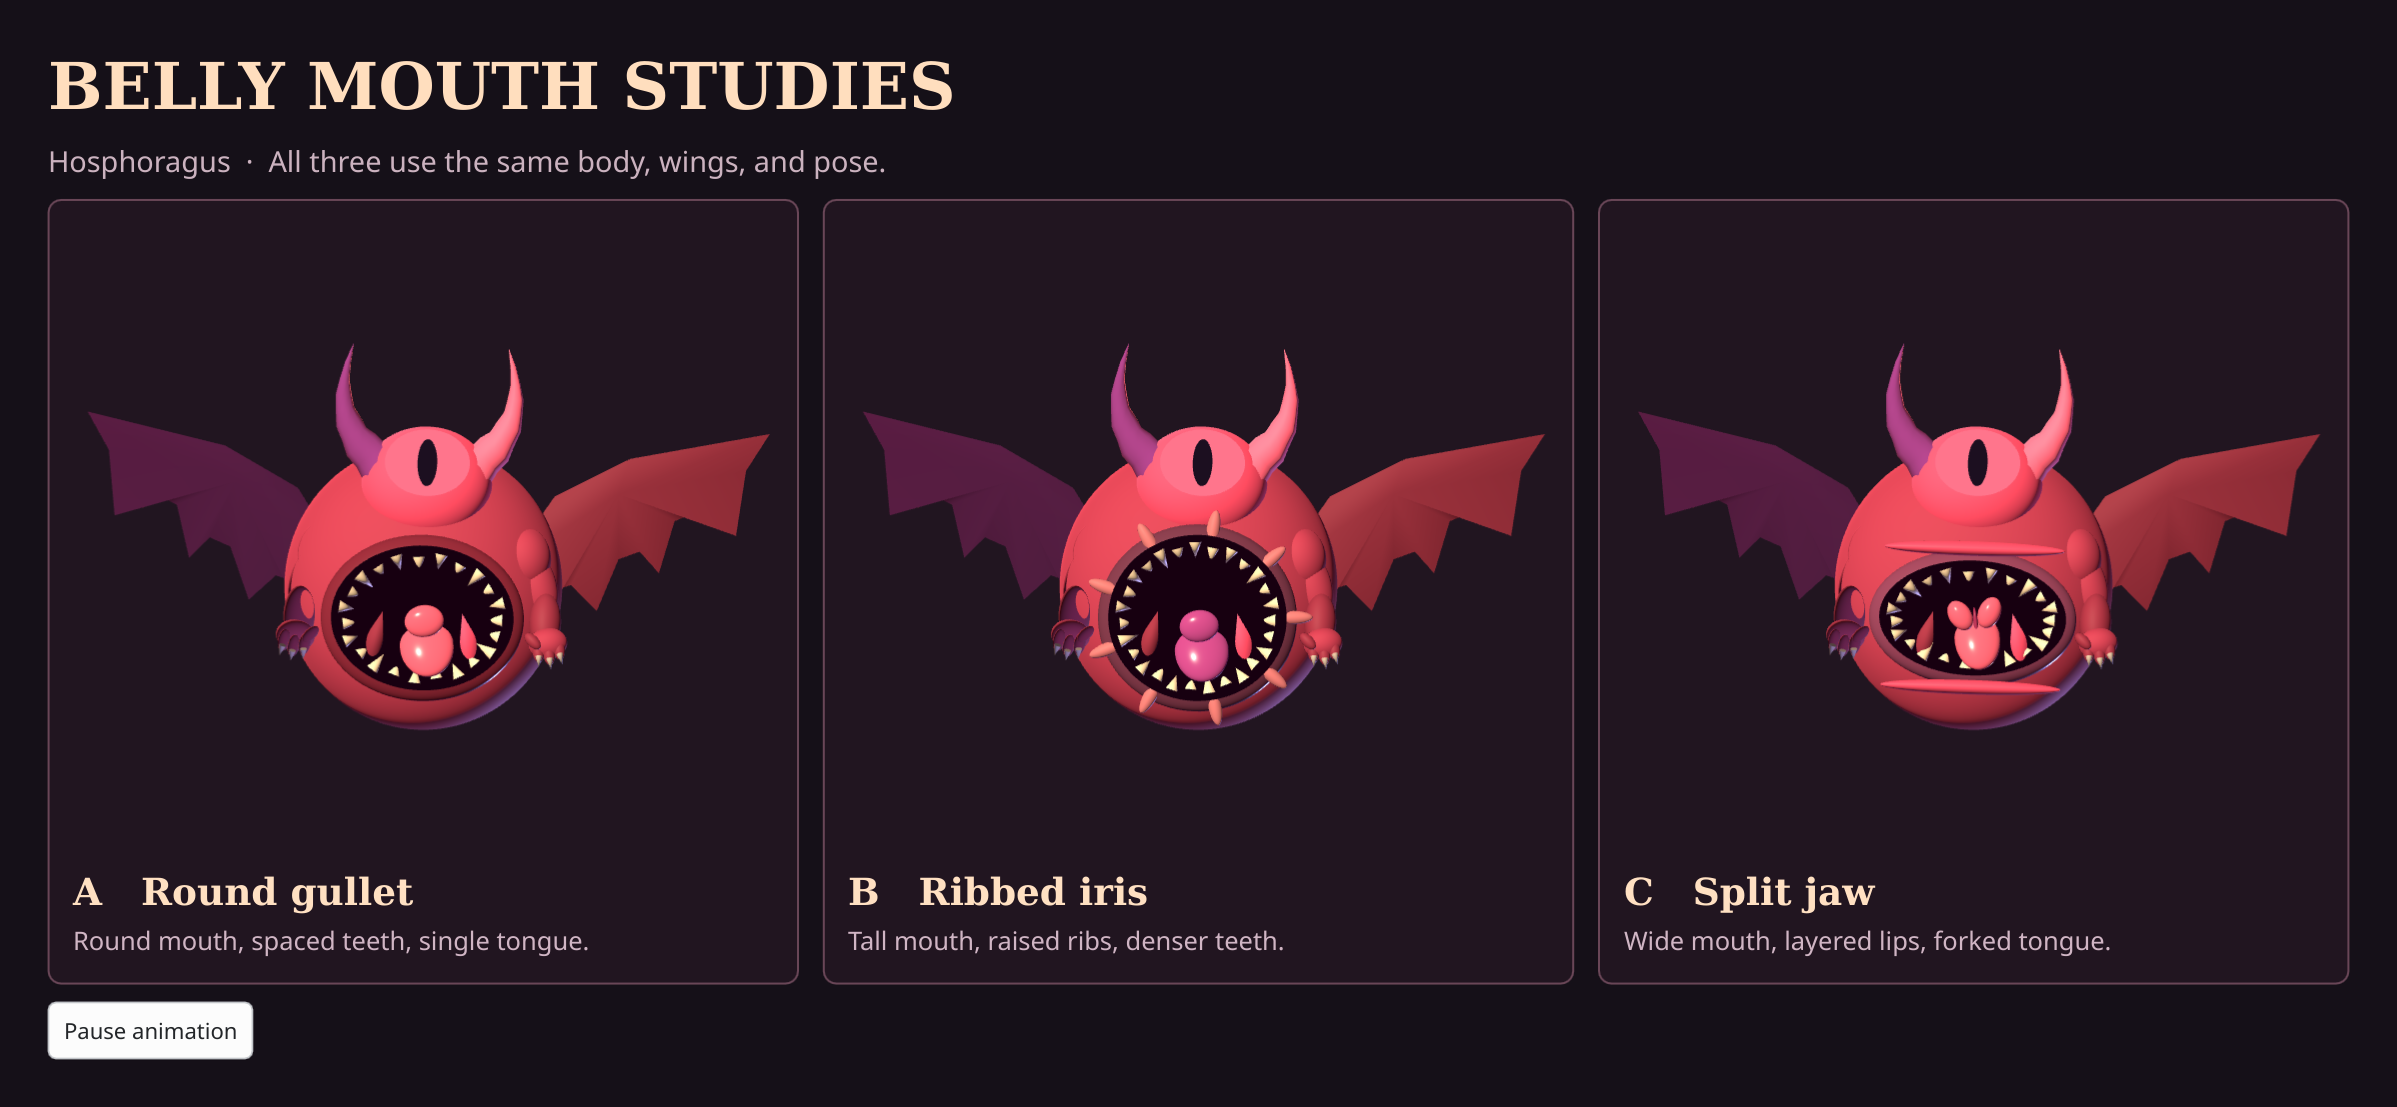 BELLY MOUTH STUDIES
Hosphoragus · All three use the same body, wings, and pose.
A Round gullet
Round mouth, spaced teeth, single tongue.
B Ribbed iris
Tall mouth, raised ribs, denser teeth.
C Split jaw
Wide mouth, layered lips, forked tongue.
Pause animation